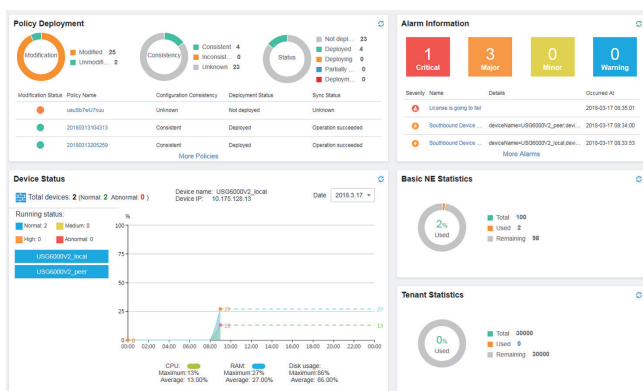 Policy Deployment
Modification
Modified 25
Unmodifi... 2
Consistency
Consistent 4
Inconsist... 0
Unknown 23
Status
Not dept... 23
Deployed 4
Deploying 0
Partially ... 0
Deploym... 0
Modification Status Policy Name Configuration Consistency Deployment Status Sync Status
Unknown Not deployed Unknown
20180313104313 Consistent Deployed Operation succeeded
20180313205259 Consistent Deployed Operation succeeded
More Policies
Alarm Information
1 Critical
3 Major
0 Minor
0 Warning
Severity Name Details Occurred At
License is going to fail 2018-03-17 08:35:01
Southbound Device ... deviceName=USG6000V2_peer;devi... 2018-03-17 08:34:00
Southbound Device ... deviceName=USG6000V2_local;devi... 2018-03-17 08:33:53
More Alarms
Device Status
Total devices: 2 (Normal: 2 Abnormal: 0 )
Device name: USG6000V2_local
Device IP: 10.175.128.13
Date 2018.3.17
Running status:
Normal: 2 Medium: 0
High: 0 Abnormal: 0
USG6000V2_local
USG6000V2_peer
%
100
75
50
25
0
27
27
13
13
00:00 02:00 04:00 06:00 08:00 10:00 12:00 14:00 16:00 18:00 20:00 22:00 00:00
CPU:
Maximum:13%
Average: 13.00%
RAM:
Maximum:27%
Average: 27.00%
Disk usage:
Maximum:86%
Average: 86.00%
Basic NE Statistics
2%
Used
Total 100
Used 2
Remaining 98
Tenant Statistics
0%
Used
Total 30000
Used 0
Remaining 30000